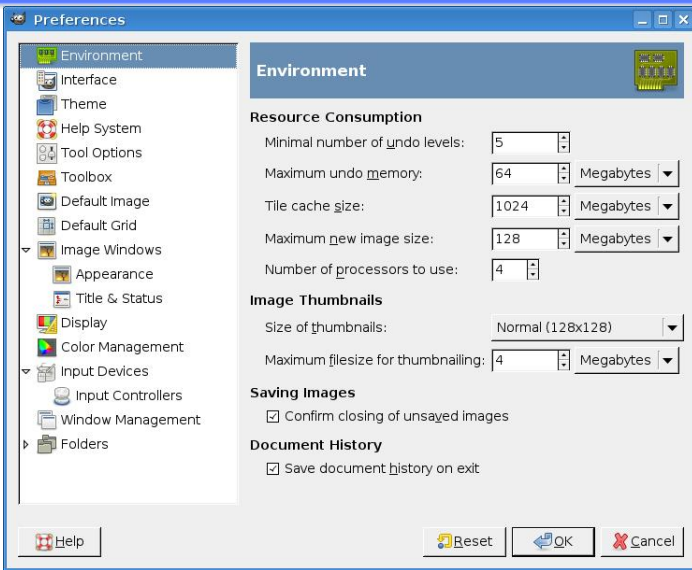 Preferences
Environment
Interface
Theme
Help System
Tool Options
Toolbox
Default Image
Default Grid
Image Windows
Appearance
Title & Status
Display
Color Management
Input Devices
Input Controllers
Window Management
Folders
Environment
Resource Consumption
Minimal number of undo levels: 5
Maximum undo memory: 64 Megabytes
Tile cache size: 1024 Megabytes
Maximum new image size: 128 Megabytes
Number of processors to use: 4
Image Thumbnails
Size of thumbnails: Normal (128x128)
Maximum filesize for thumbnailing: 4 Megabytes
Saving Images
Confirm closing of unsaved images
Document History
Save document history on exit
Help Reset OK Cancel